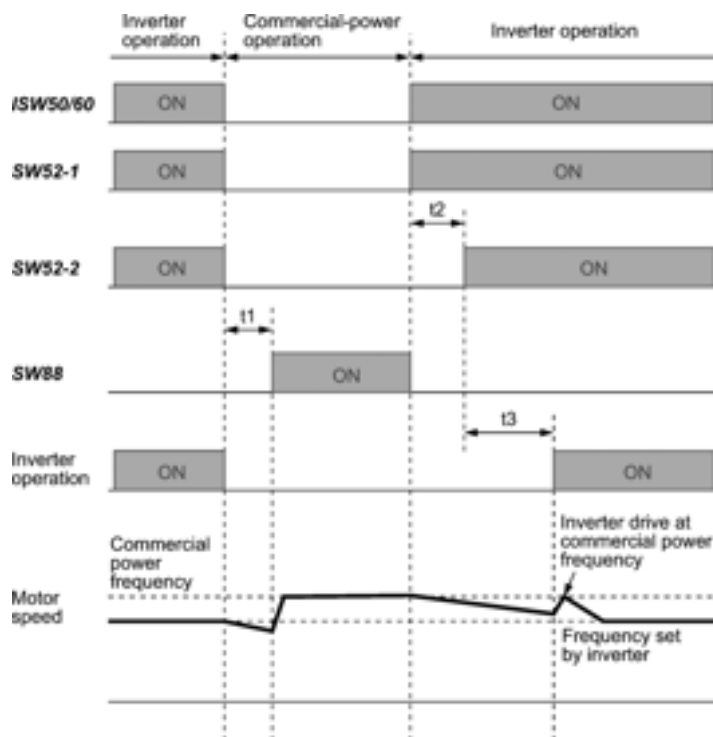 Inverter
operation
Commercial-power
operation
Inverter operation
ISW50/60
ON
ON
SW52-1
ON
ON
t2
SW52-2
ON
ON
t1
SW88
ON
t3
Inverter
operation
ON
ON
Commercial
power
frequency
Inverter drive at
commercial power
frequency
Motor
speed
Frequency set
by inverter